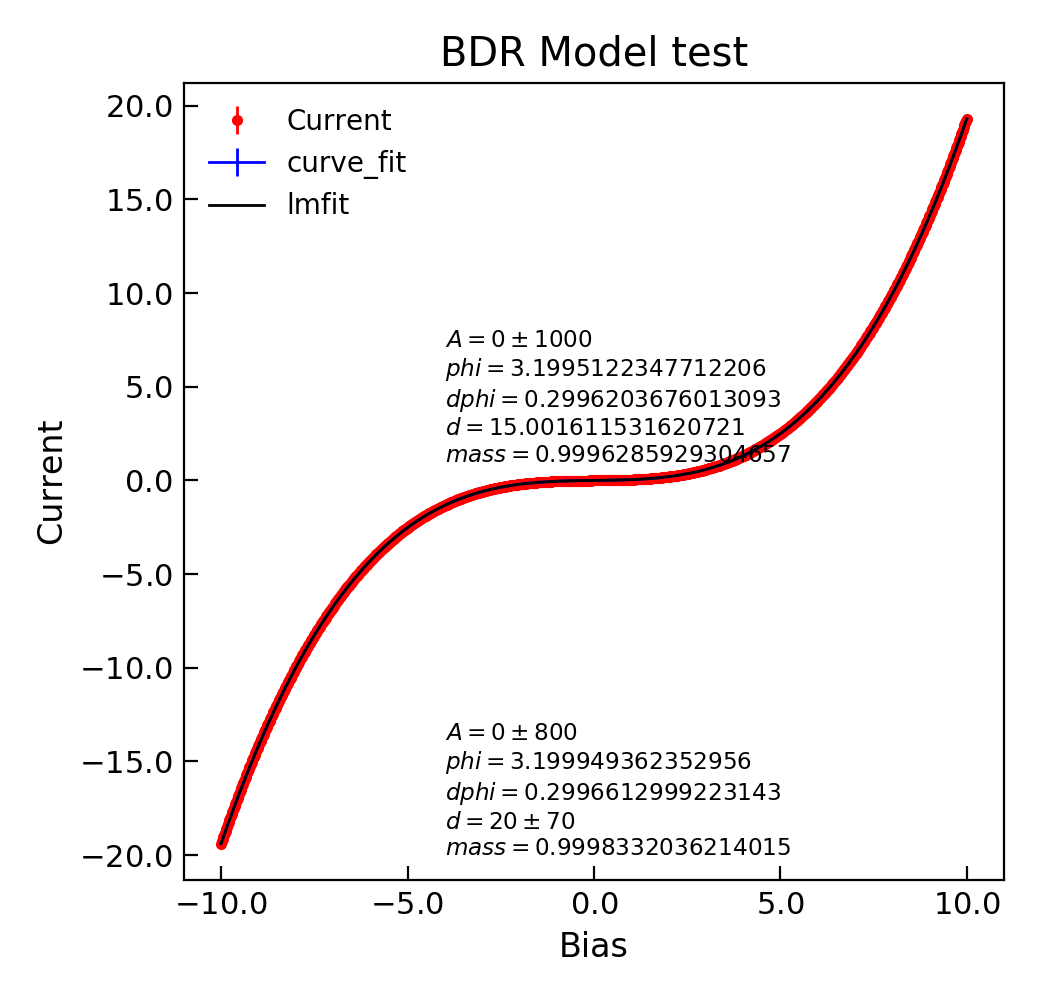 BDR Model test
20.0
15.0
10.0
5.0
0.0
−5.0
−10.0
−15.0
−20.0
Current
Current
curve_fit
lmfit
A = 0 ± 1000
phi = 3.1995122347712206
dphi = 0.2996203676013093
d = 15.001611531620721
mass = 0.9996285929304657
A = 0 ± 800
phi = 3.199949362352956
dphi = 0.2996612999223143
d = 20 ± 70
mass = 0.9998332036214015
−10.0
−5.0
0.0
5.0
10.0
Bias